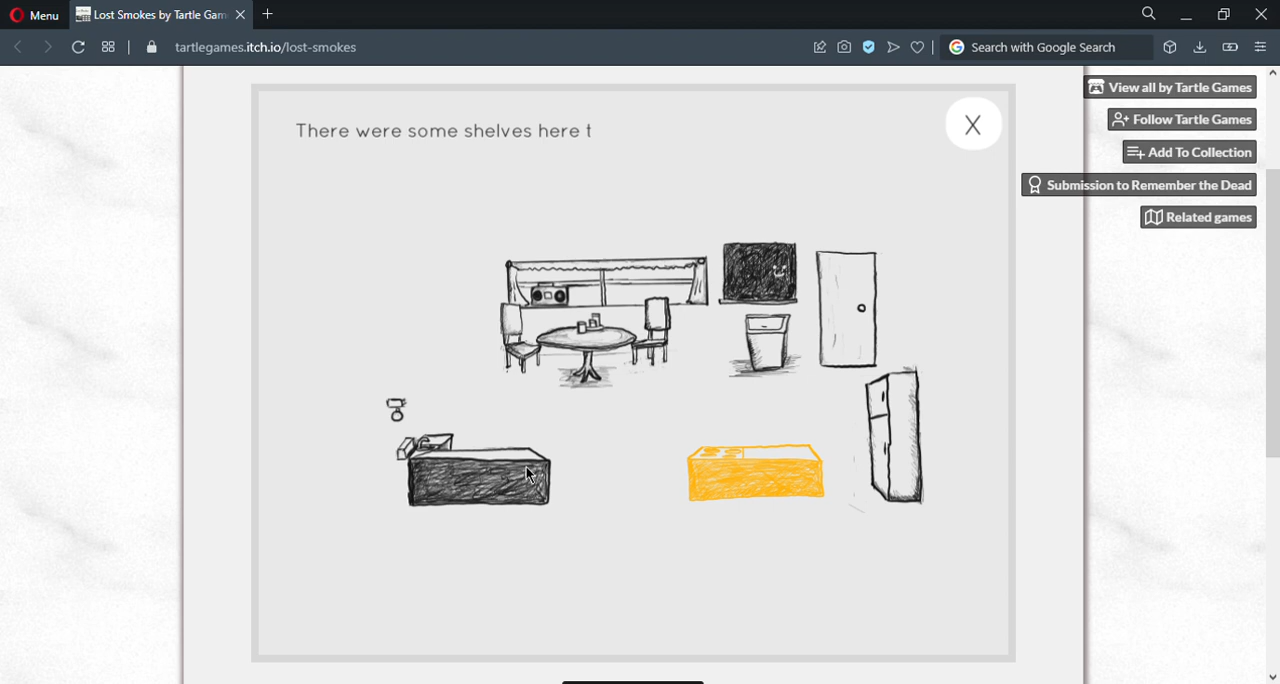 Menu
Lost Smokes by Tartle Gam
tartlegames.itch.io/lost-smokes
Search with Google Search
There were some shelves here t
X
View all by Tartle Games
Follow Tartle Games
Add To Collection
Submission to Remember the Dead
Related games